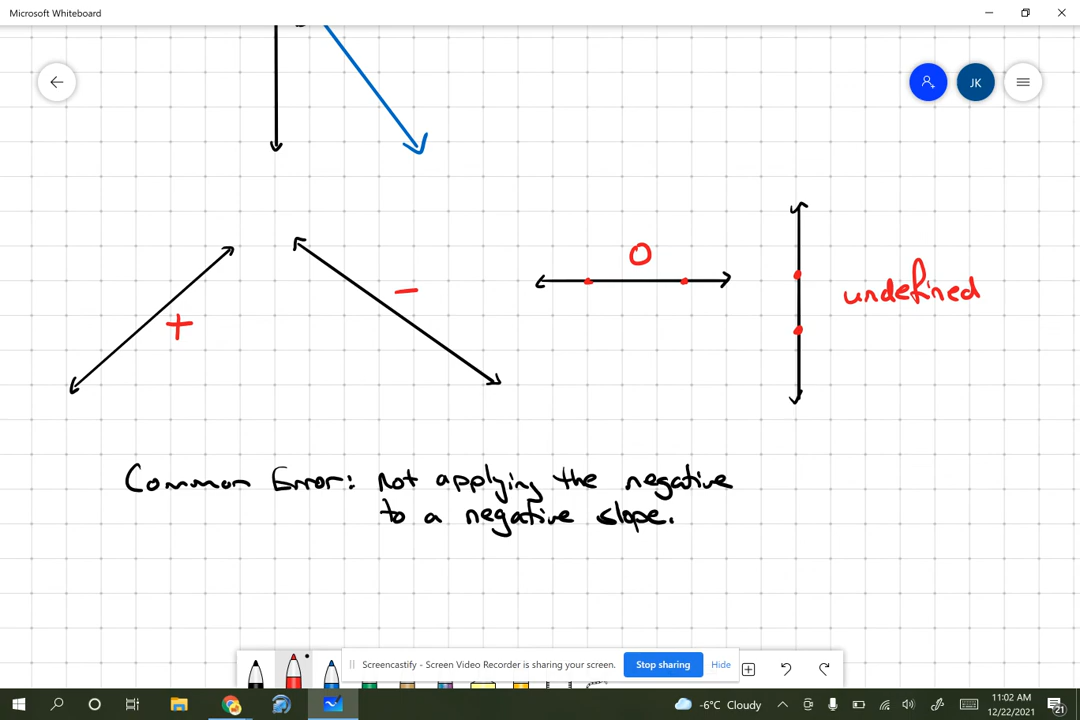 Microsoft Whiteboard
JK
+
−
0
undefined
Common Error: Not applying the negative
to a negative slope.
Screencastify - Screen Video Recorder is sharing your screen.
Stop sharing
Hide
-6°C Cloudy
11:02 AM
12/22/2021
21